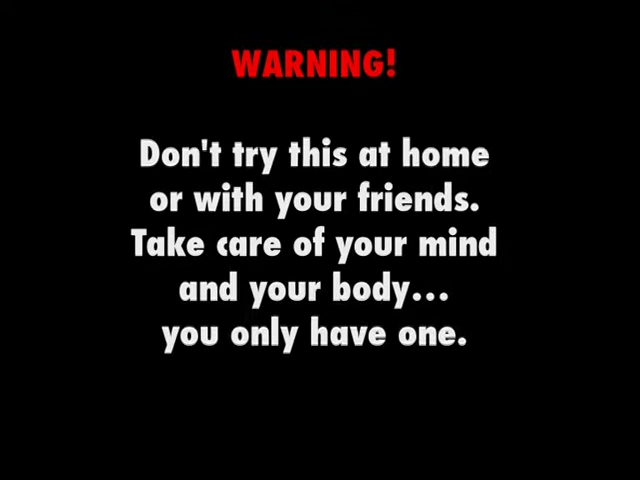 WARNING!
Don't try this at home
or with your friends.
Take care of your mind
and your body...
you only have one.